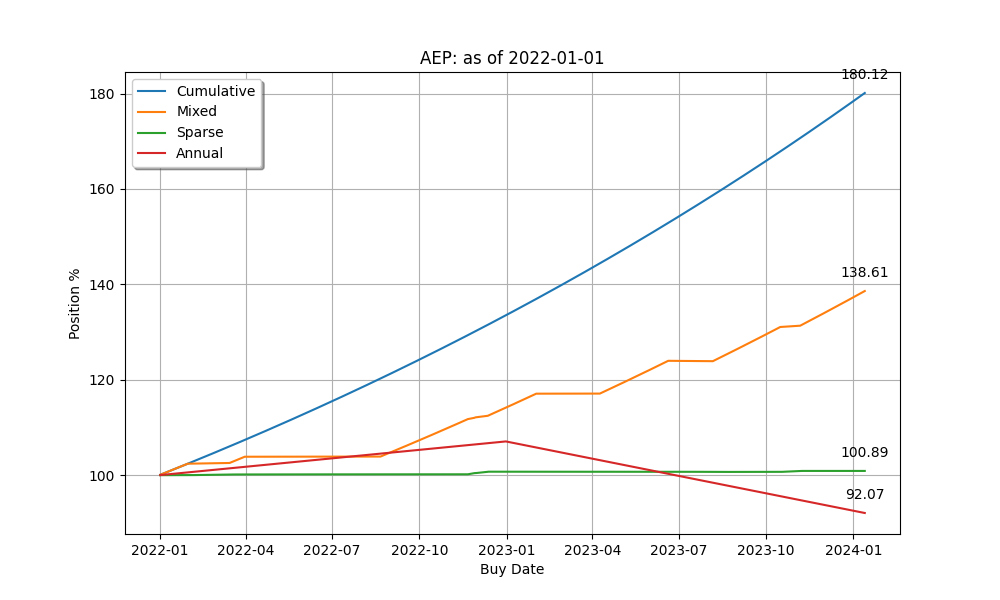 AEP: as of 2022-01-01
180.12
180
Cumulative
Mixed
Sparse
Annual
160
138.61
140
Position %
120
100.89
100
92.07
2022-01 2022-04 2022-07 2022-10 2023-01 2023-04 2023-07 2023-10 2024-01
Buy Date